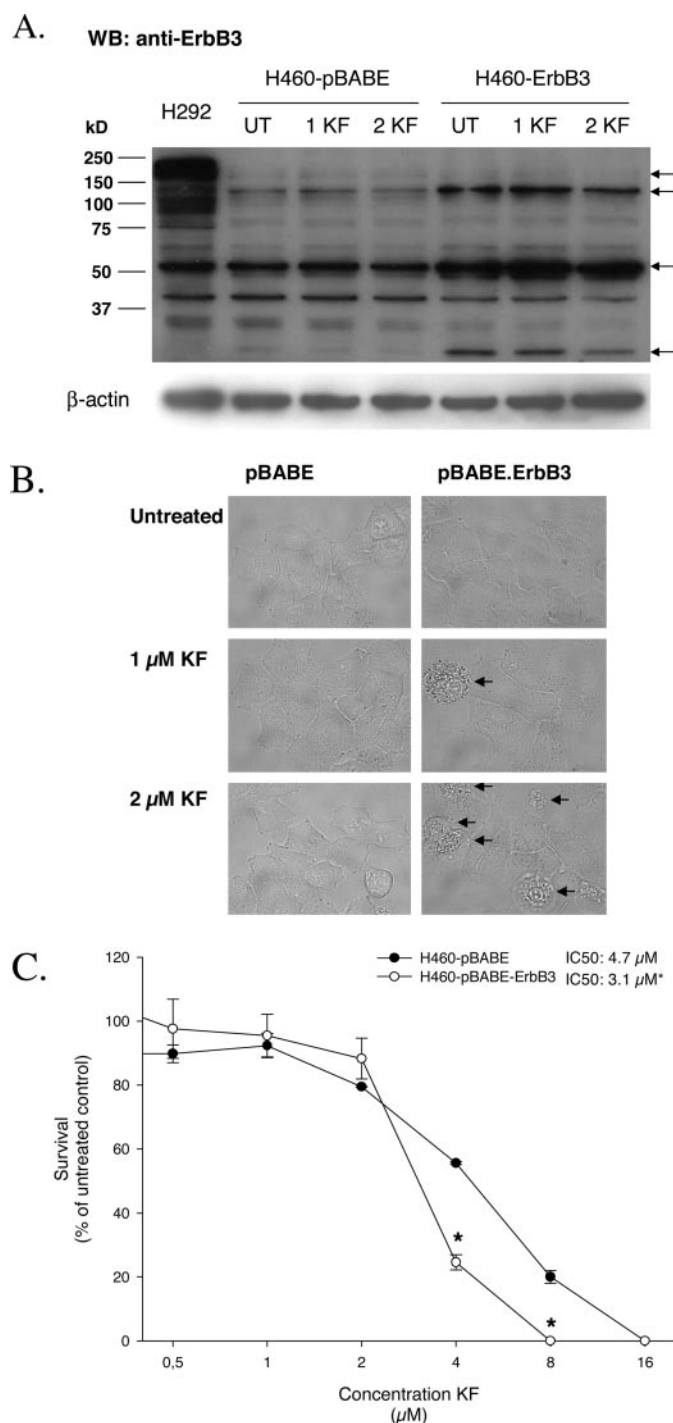 A.
WB: anti-ErbB3
H460-pBABE H460-ErbB3
H292 UT 1 KF 2 KF UT 1 KF 2 KF
kD
250
150
100
75
50
37
β-actin
B.
pBABE pBABE.ErbB3
Untreated
1 µM KF
2 µM KF
C.
H460-pBABE IC50: 4.7 µM
H460-pBABE-ErbB3 IC50: 3.1 µM*
120
100
80
60
40
20
0
Survival
(% of untreated control)
*
*
0,5 1 2 4 8 16
Concentration KF
(µM)